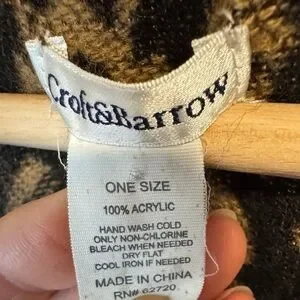 Croft&Barrow
ONE SIZE
100% ACRYLIC
HAND WASH COLD
ONLY NON-CHLORINE
BLEACH WHEN NEEDED
DRY FLAT
COOL IRON IF NEEDED
MADE IN CHINA
RN# 62720